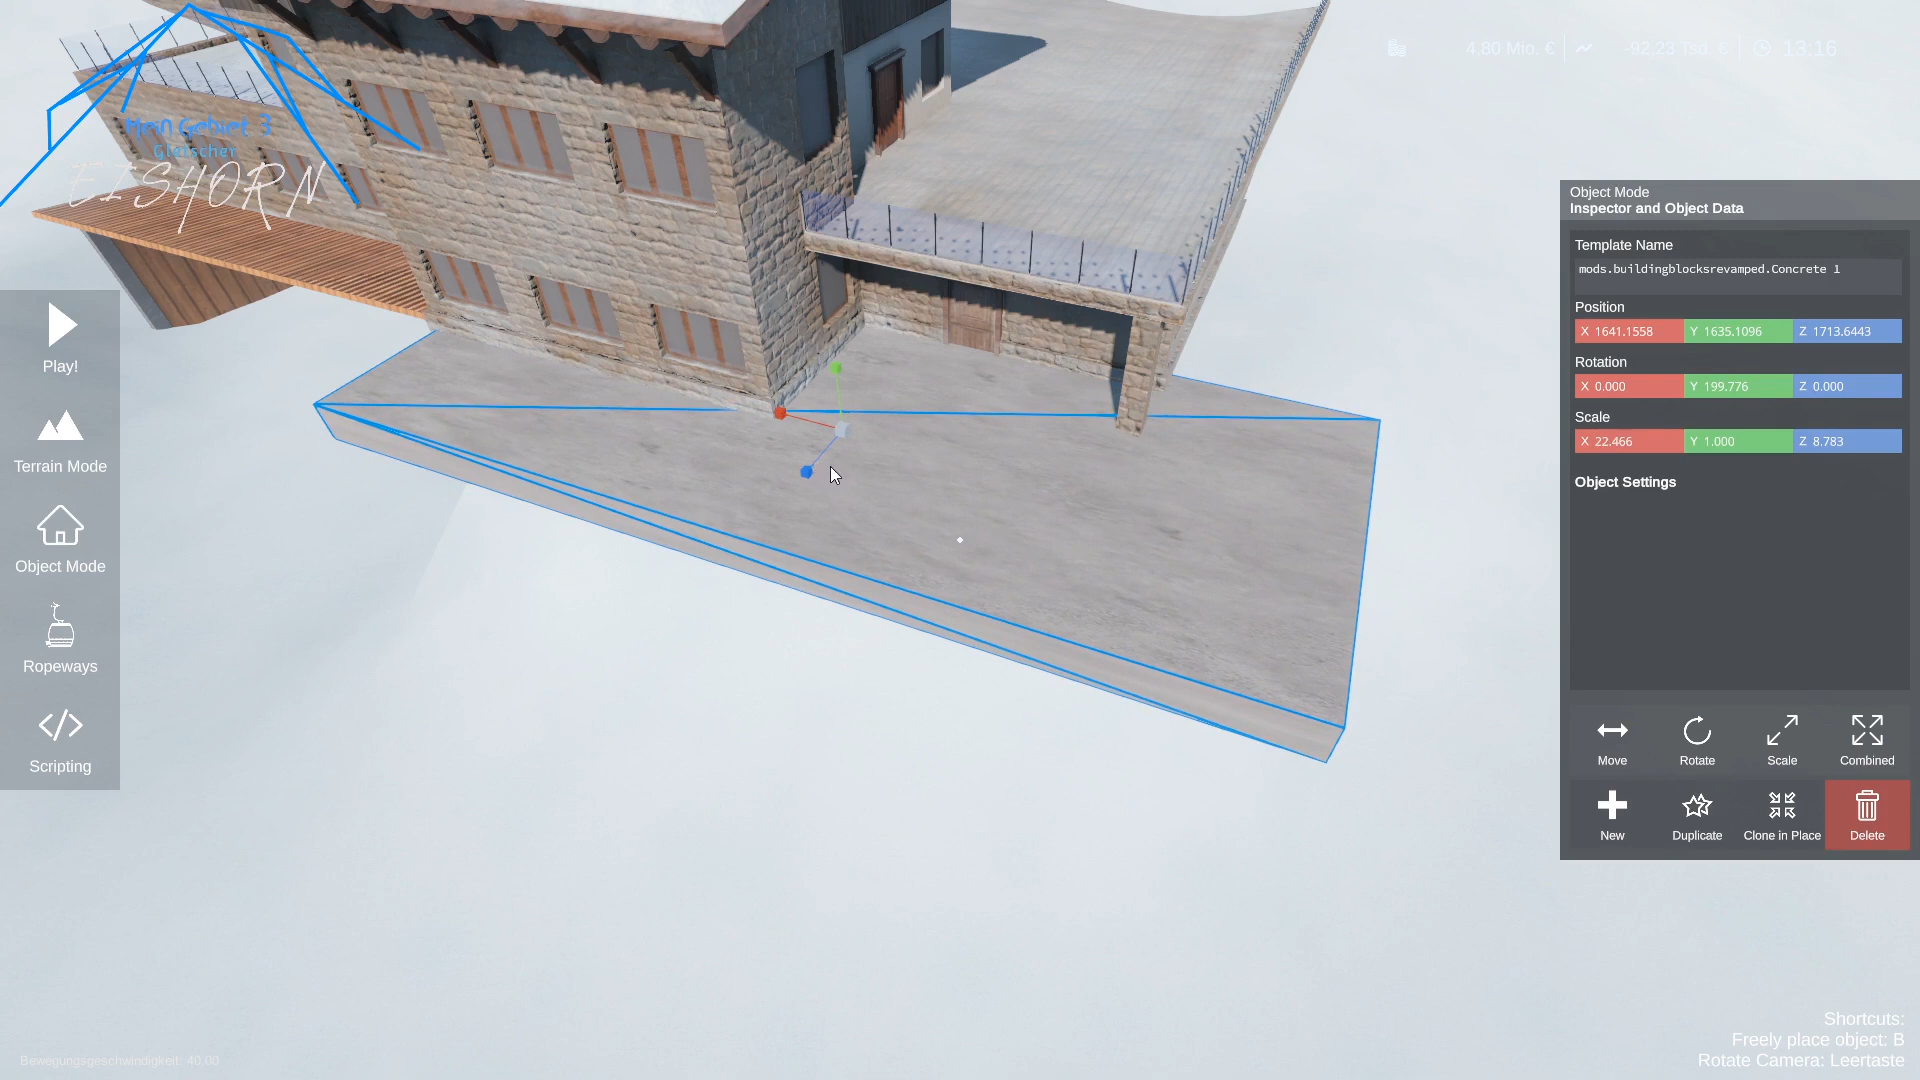 4.80 Mio. €
-92.23 Tsd. €
13:16
Mein Gebiet 3
Gletscher
EISHORN
Play!
Terrain Mode
Object Mode
Ropeways
Scripting
Object Mode
Inspector and Object Data
Template Name
mods.buildingblocksrevamped.Concrete 1
Position
X 1641.1558 Y 1635.1096 Z 1713.6443
Rotation
X 0.000 Y 199.776 Z 0.000
Scale
X 22.466 Y 1.000 Z 8.783
Object Settings
Move Rotate Scale Combined
New Duplicate Clone in Place Delete
Shortcuts:
Freely place object: B
Rotate Camera: Leertaste
Bewegungsgeschwindigkeit: 40.00